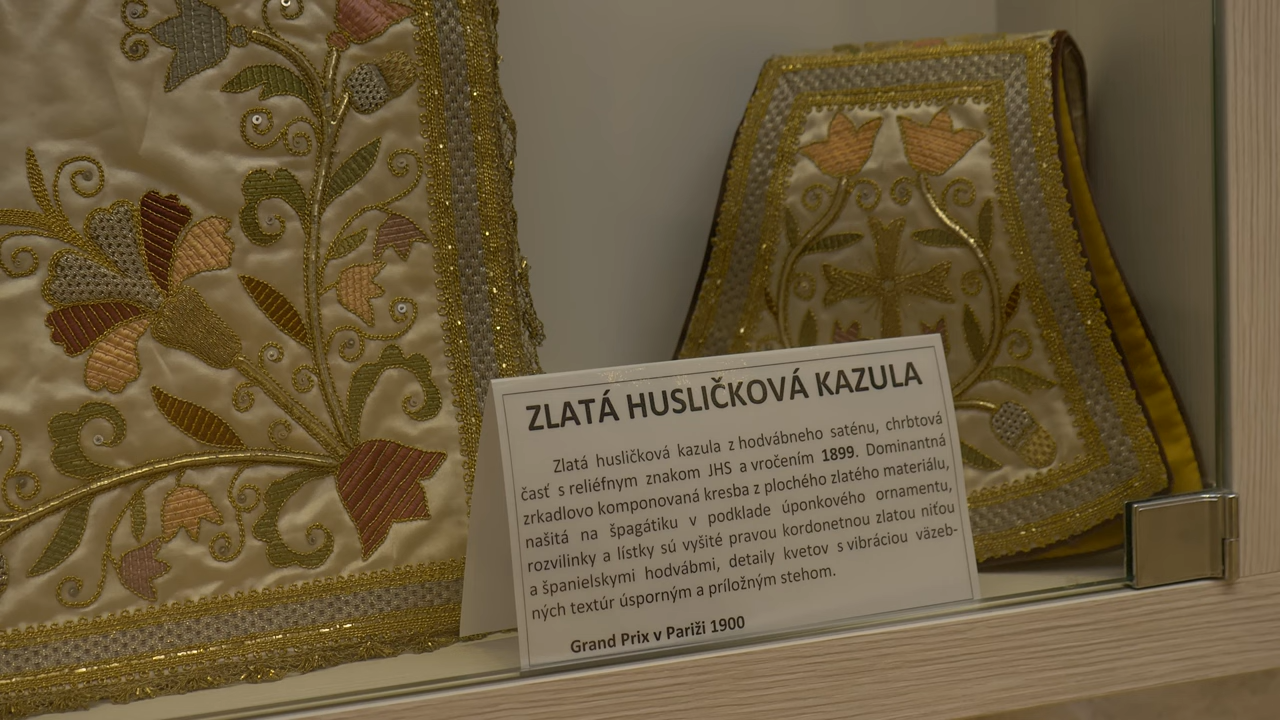 ZLATÁ HUSLIČKOVÁ KAZULA
Zlatá husličková kazula z hodvábneho saténu, chrbtová
časť s reliéfnym znakom JHS a vročením 1899. Dominantná
zrkadlovo komponovaná kresba z plochého zlatého materiálu,
našitá na špagátiku v podklade úponkového ornamentu,
rozvilinky a lístky sú vyšité pravou kordonetnou zlatou niťou
a španielskymi hodvábmi, detaily kvetov s vibráciou väzeb-
ných textúr úsporným a príložným stehom.
Grand Prix v Pariži 1900